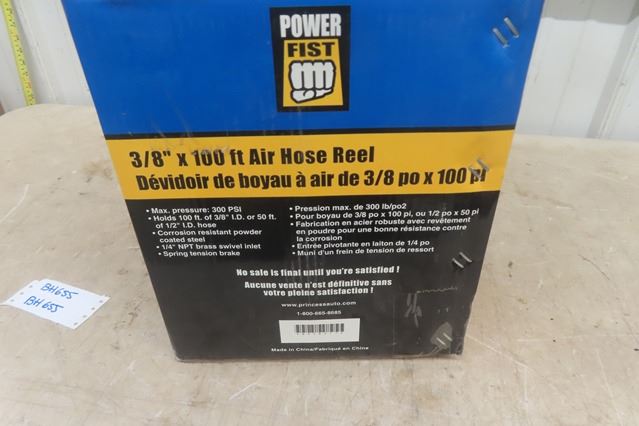 POWER
FIST
3/8" x 100 ft Air Hose Reel
Dévidoir de boyau à air de 3/8 po x 100 pi
• Max. pressure: 300 PSI
• Holds 100 ft. of 3/8" I.D. or 50 ft.
of 1/2" I.D. hose
• Corrosion resistant powder
coated steel
• 1/4" NPT brass swivel inlet
• Spring tension brake
• Pression max. de 300 lb/po2
• Pour boyau de 3/8 po x 100 pi, ou 1/2 po x 50 pi
• Fabrication en acier robuste avec revêtement
en poudre pour une bonne résistance contre
la corrosion
• Entrée pivotante en laiton de 1/4 po
• Muni d'un frein de tension de ressort
No sale is final until you're satisfied !
Aucune vente n'est définitive sans
votre pleine satisfaction !
www.princessauto.com
1-800-665-8685
Made in China/Fabriqué en China
BH655
BH655